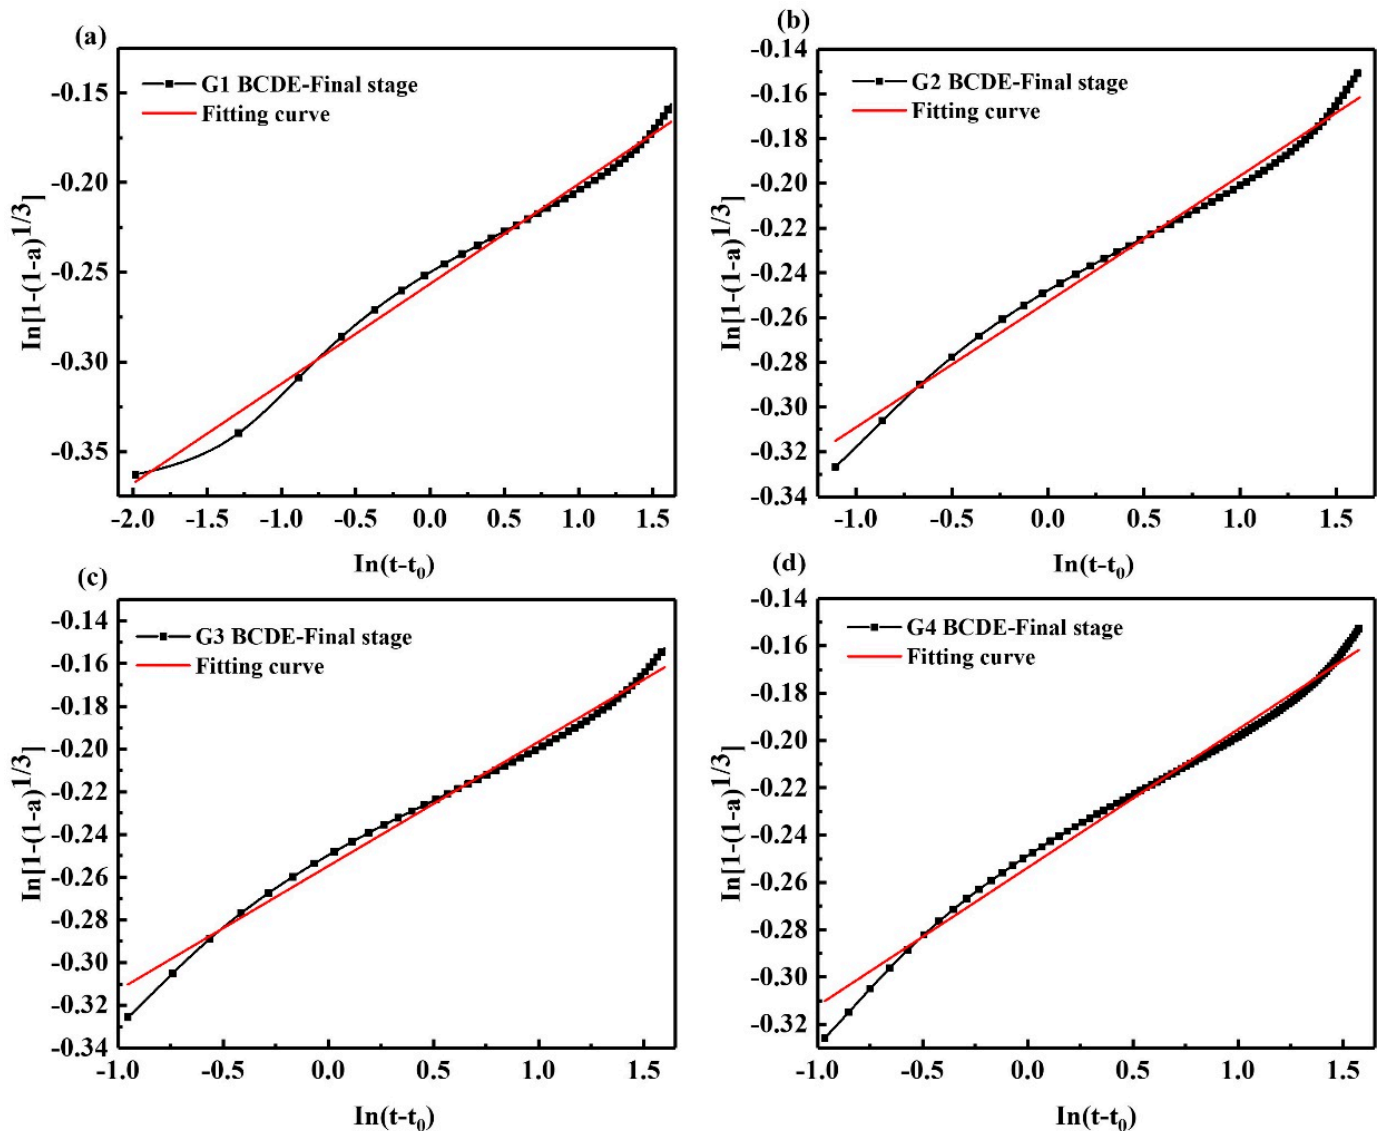 (a)
G1 BCDE-Final stage
Fitting curve
-0.15
-0.20
-0.25
-0.30
-0.35
In[1-(1-a)^1/3]
-2.0 -1.5 -1.0 -0.5 0.0 0.5 1.0 1.5
In(t-t0)
(b)
G2 BCDE-Final stage
Fitting curve
-0.14
-0.16
-0.18
-0.20
-0.22
-0.24
-0.26
-0.28
-0.30
-0.32
-0.34
In[1-(1-a)^1/3]
-1.0 -0.5 0.0 0.5 1.0 1.5
In(t-t0)
(c)
G3 BCDE-Final stage
Fitting curve
-0.14
-0.16
-0.18
-0.20
-0.22
-0.24
-0.26
-0.28
-0.30
-0.32
-0.34
In[1-(1-a)^1/3]
-1.0 -0.5 0.0 0.5 1.0 1.5
In(t-t0)
(d)
G4 BCDE-Final stage
Fitting curve
-0.14
-0.16
-0.18
-0.20
-0.22
-0.24
-0.26
-0.28
-0.30
-0.32
In[1-(1-a)^1/3]
-1.0 -0.5 0.0 0.5 1.0 1.5
In(t-t0)